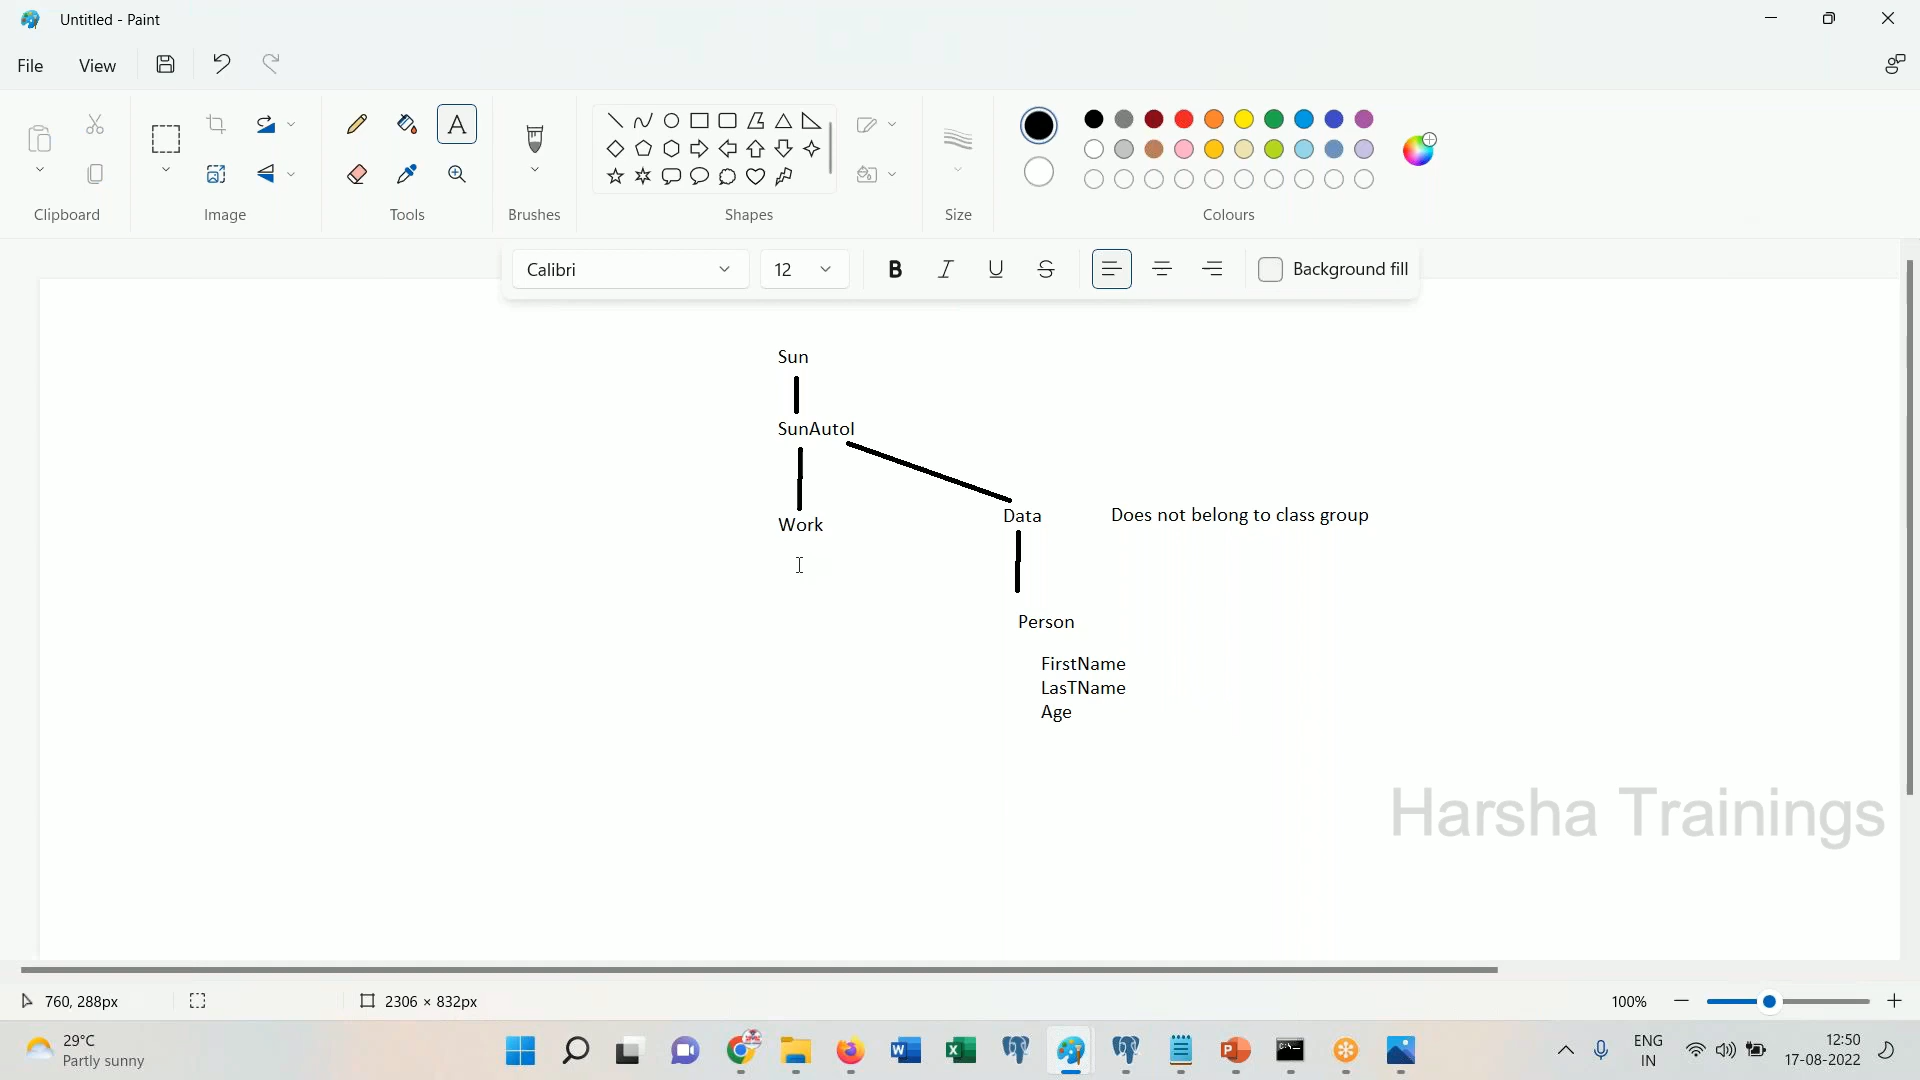 Untitled - Paint
File
View
Clipboard
Image
Tools
Brushes
Shapes
Size
Colours
Calibri
12
B
I
U
S
Background fill
Sun
SunAutoI
Work
Data
Does not belong to class group
Person
FirstName
LasTName
Age
Harsha Trainings
760, 288px
2306 × 832px
100%
29°C
Partly sunny
ENG
IN
12:50
17-08-2022